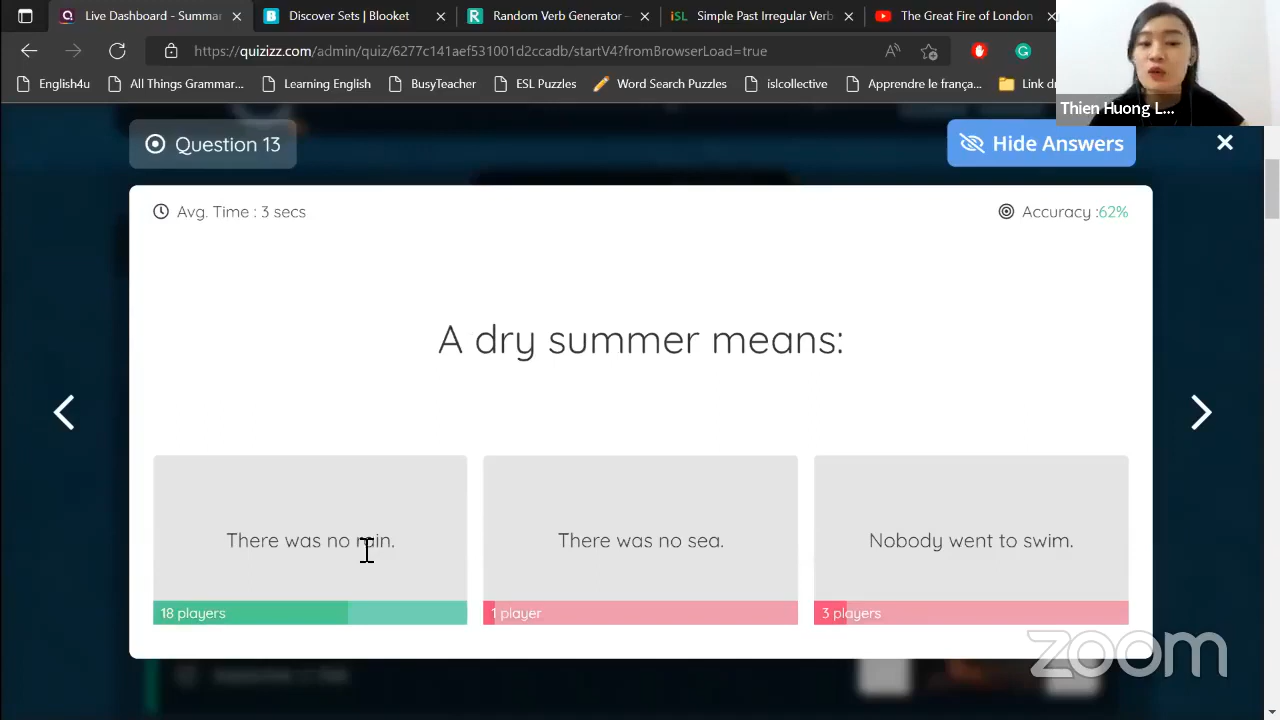 Live Dashboard - Summar
Discover Sets | Blooket
Random Verb Generator -
Simple Past Irregular Verb
The Great Fire of London
https://quizizz.com/admin/quiz/6277c141aef531001d2ccadb/startV4?fromBrowserLoad=true
English4u
All Things Grammar...
Learning English
BusyTeacher
ESL Puzzles
Word Search Puzzles
islcollective
Apprendre le frança...
Link d
Thien Huong L...
Question 13
Hide Answers
Avg. Time : 3 secs
Accuracy :62%
A dry summer means:
There was no rain.
There was no sea.
Nobody went to swim.
18 players
1 player
3 players
zoom